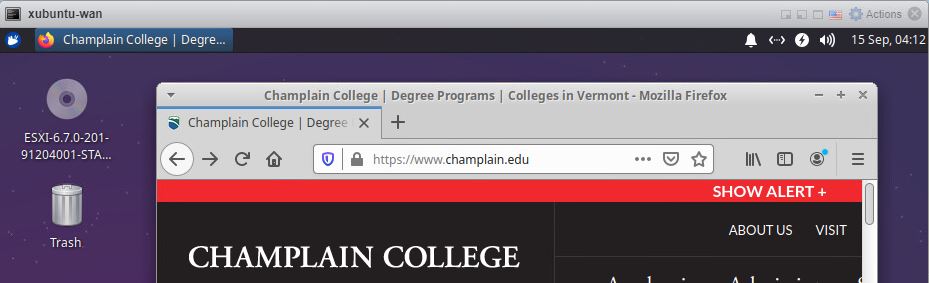 xubuntu-wan
Actions
Champlain College | Degre...
15 Sep, 04:12
ESXI-6.7.0-201-
91204001-STA...
Trash
Champlain College | Degree Programs | Colleges in Vermont - Mozilla Firefox
Champlain College | Degree
https://www.champlain.edu
SHOW ALERT +
ABOUT US VISIT
CHAMPLAIN COLLEGE